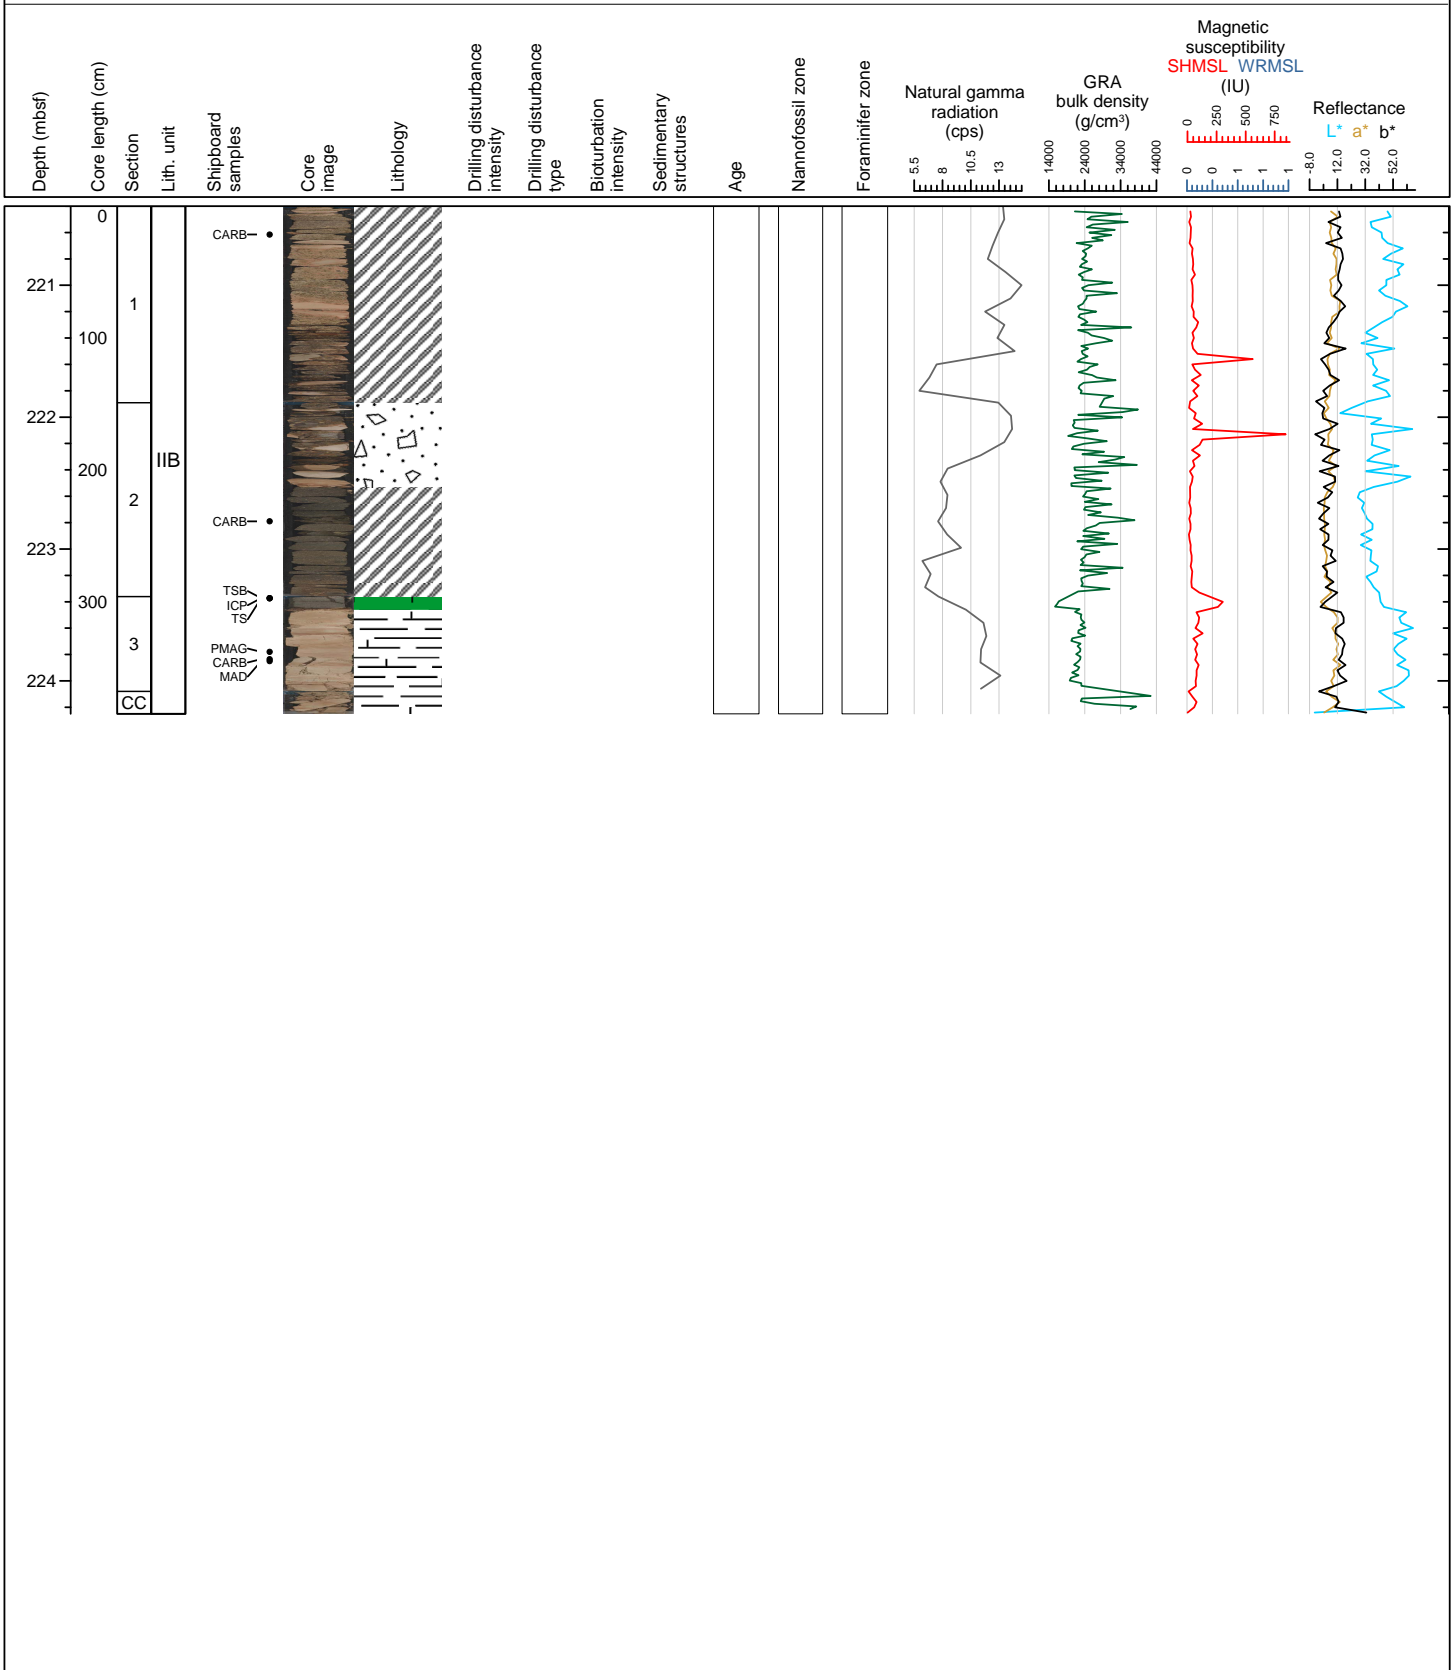 Depth (mbsf)
Core length (cm)
Section
Lith. unit
Shipboard
samples
Core
image
Lithology
Drilling disturbance
intensity
Drilling disturbance
type
Bioturbation
intensity
Sedimentary
structures
Age
Nannofossil zone
Foraminifer zone
Natural gamma
radiation
(cps)
5.5 8 10.5 13
GRA
bulk density
(g/cm³)
14000 24000 34000 44000
Magnetic
susceptibility
SHMSL WRMSL
(IU)
0 250 500 750
0 0 1 1 1
Reflectance
L* a* b*
-8.0 12.0 32.0 52.0
0
CARB
221
1
100
222
IIB
200
2
CARB
223
TSB
300
ICP
TS
3
PMAG
CARB
MAD
224
CC